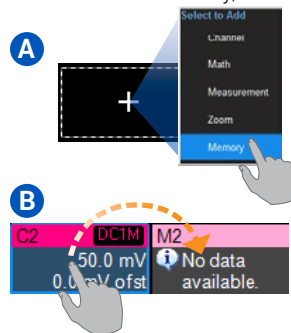 A
Select to Add
Channel
Math
Measurement
Zoom
Memory
B
C2 DC1M M2
50.0 mV No data
0.0 mV ofst available.